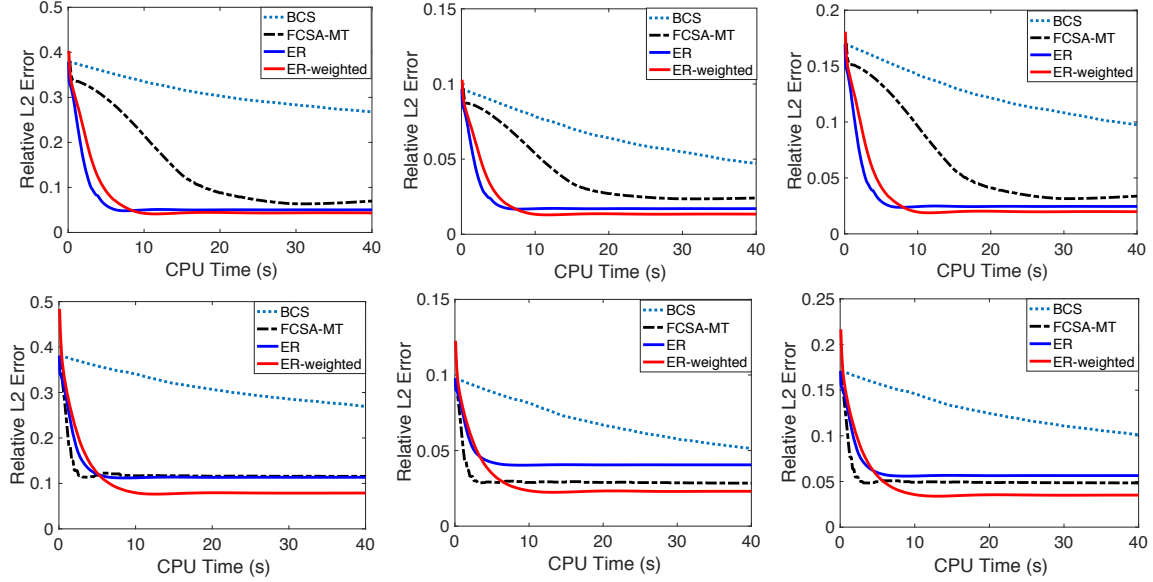 0.5
0.4
0.3
0.2
0.1
0
Relative L2 Error
0 10 20 30 40
CPU Time (s)
BCS
FCSA-MT
ER
ER-weighted
0.15
0.1
0.05
0
Relative L2 Error
0 10 20 30 40
CPU Time (s)
BCS
FCSA-MT
ER
ER-weighted
0.2
0.15
0.1
0.05
0
Relative L2 Error
0 10 20 30 40
CPU Time (s)
BCS
FCSA-MT
ER
ER-weighted
0.5
0.4
0.3
0.2
0.1
0
Relative L2 Error
0 10 20 30 40
CPU Time (s)
BCS
FCSA-MT
ER
ER-weighted
0.15
0.1
0.05
0
Relative L2 Error
0 10 20 30 40
CPU Time (s)
BCS
FCSA-MT
ER
ER-weighted
0.25
0.2
0.15
0.1
0.05
0
Relative L2 Error
0 10 20 30 40
CPU Time (s)
BCS
FCSA-MT
ER
ER-weighted